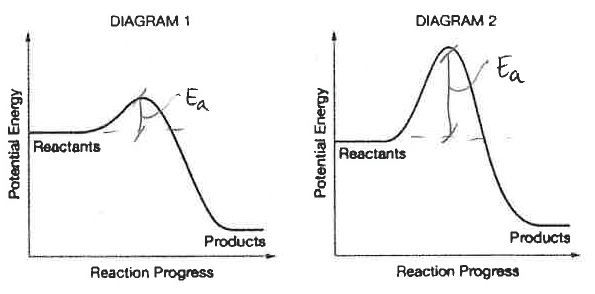 DIAGRAM 1
Potential Energy
Ea
Reactants
Products
Reaction Progress
DIAGRAM 2
Potential Energy
Ea
Reactants
Products
Reaction Progress